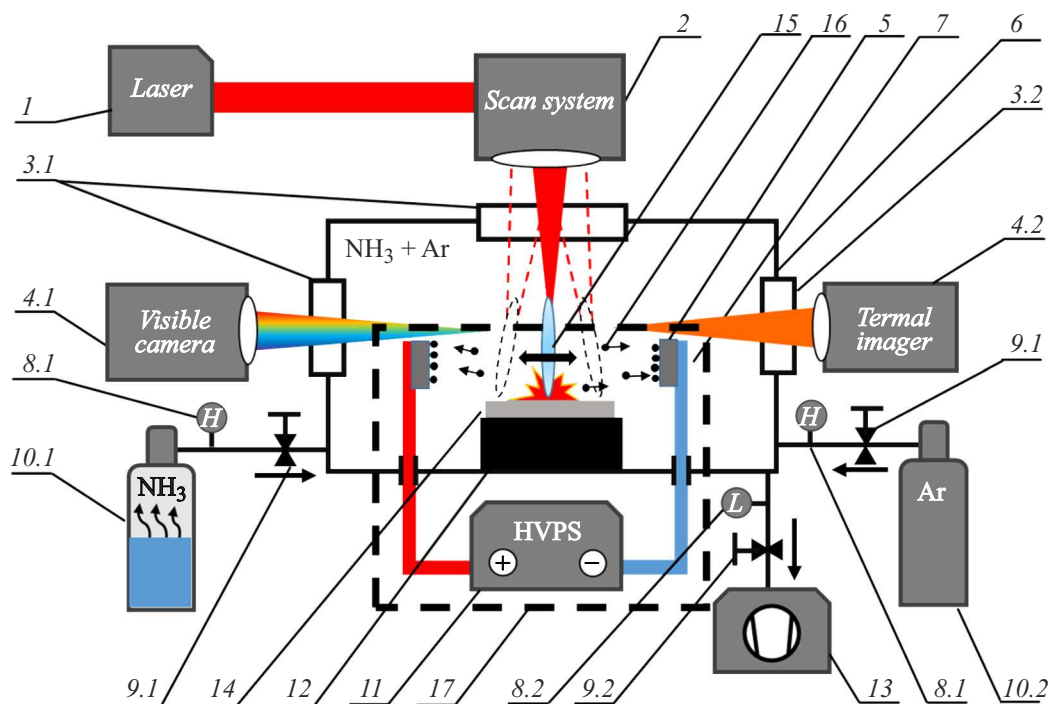 2
15
16
5
7
6
Laser
Scan system
1
3.2
3.1
NH₃ + Ar
4.2
4.1
Visible
camera
Termal
imager
8.1
9.1
H
H
10.1
NH₃
Ar
L
HVPS
+
−
9.1
14
12
11
17
8.2
9.2
13
8.1
10.2